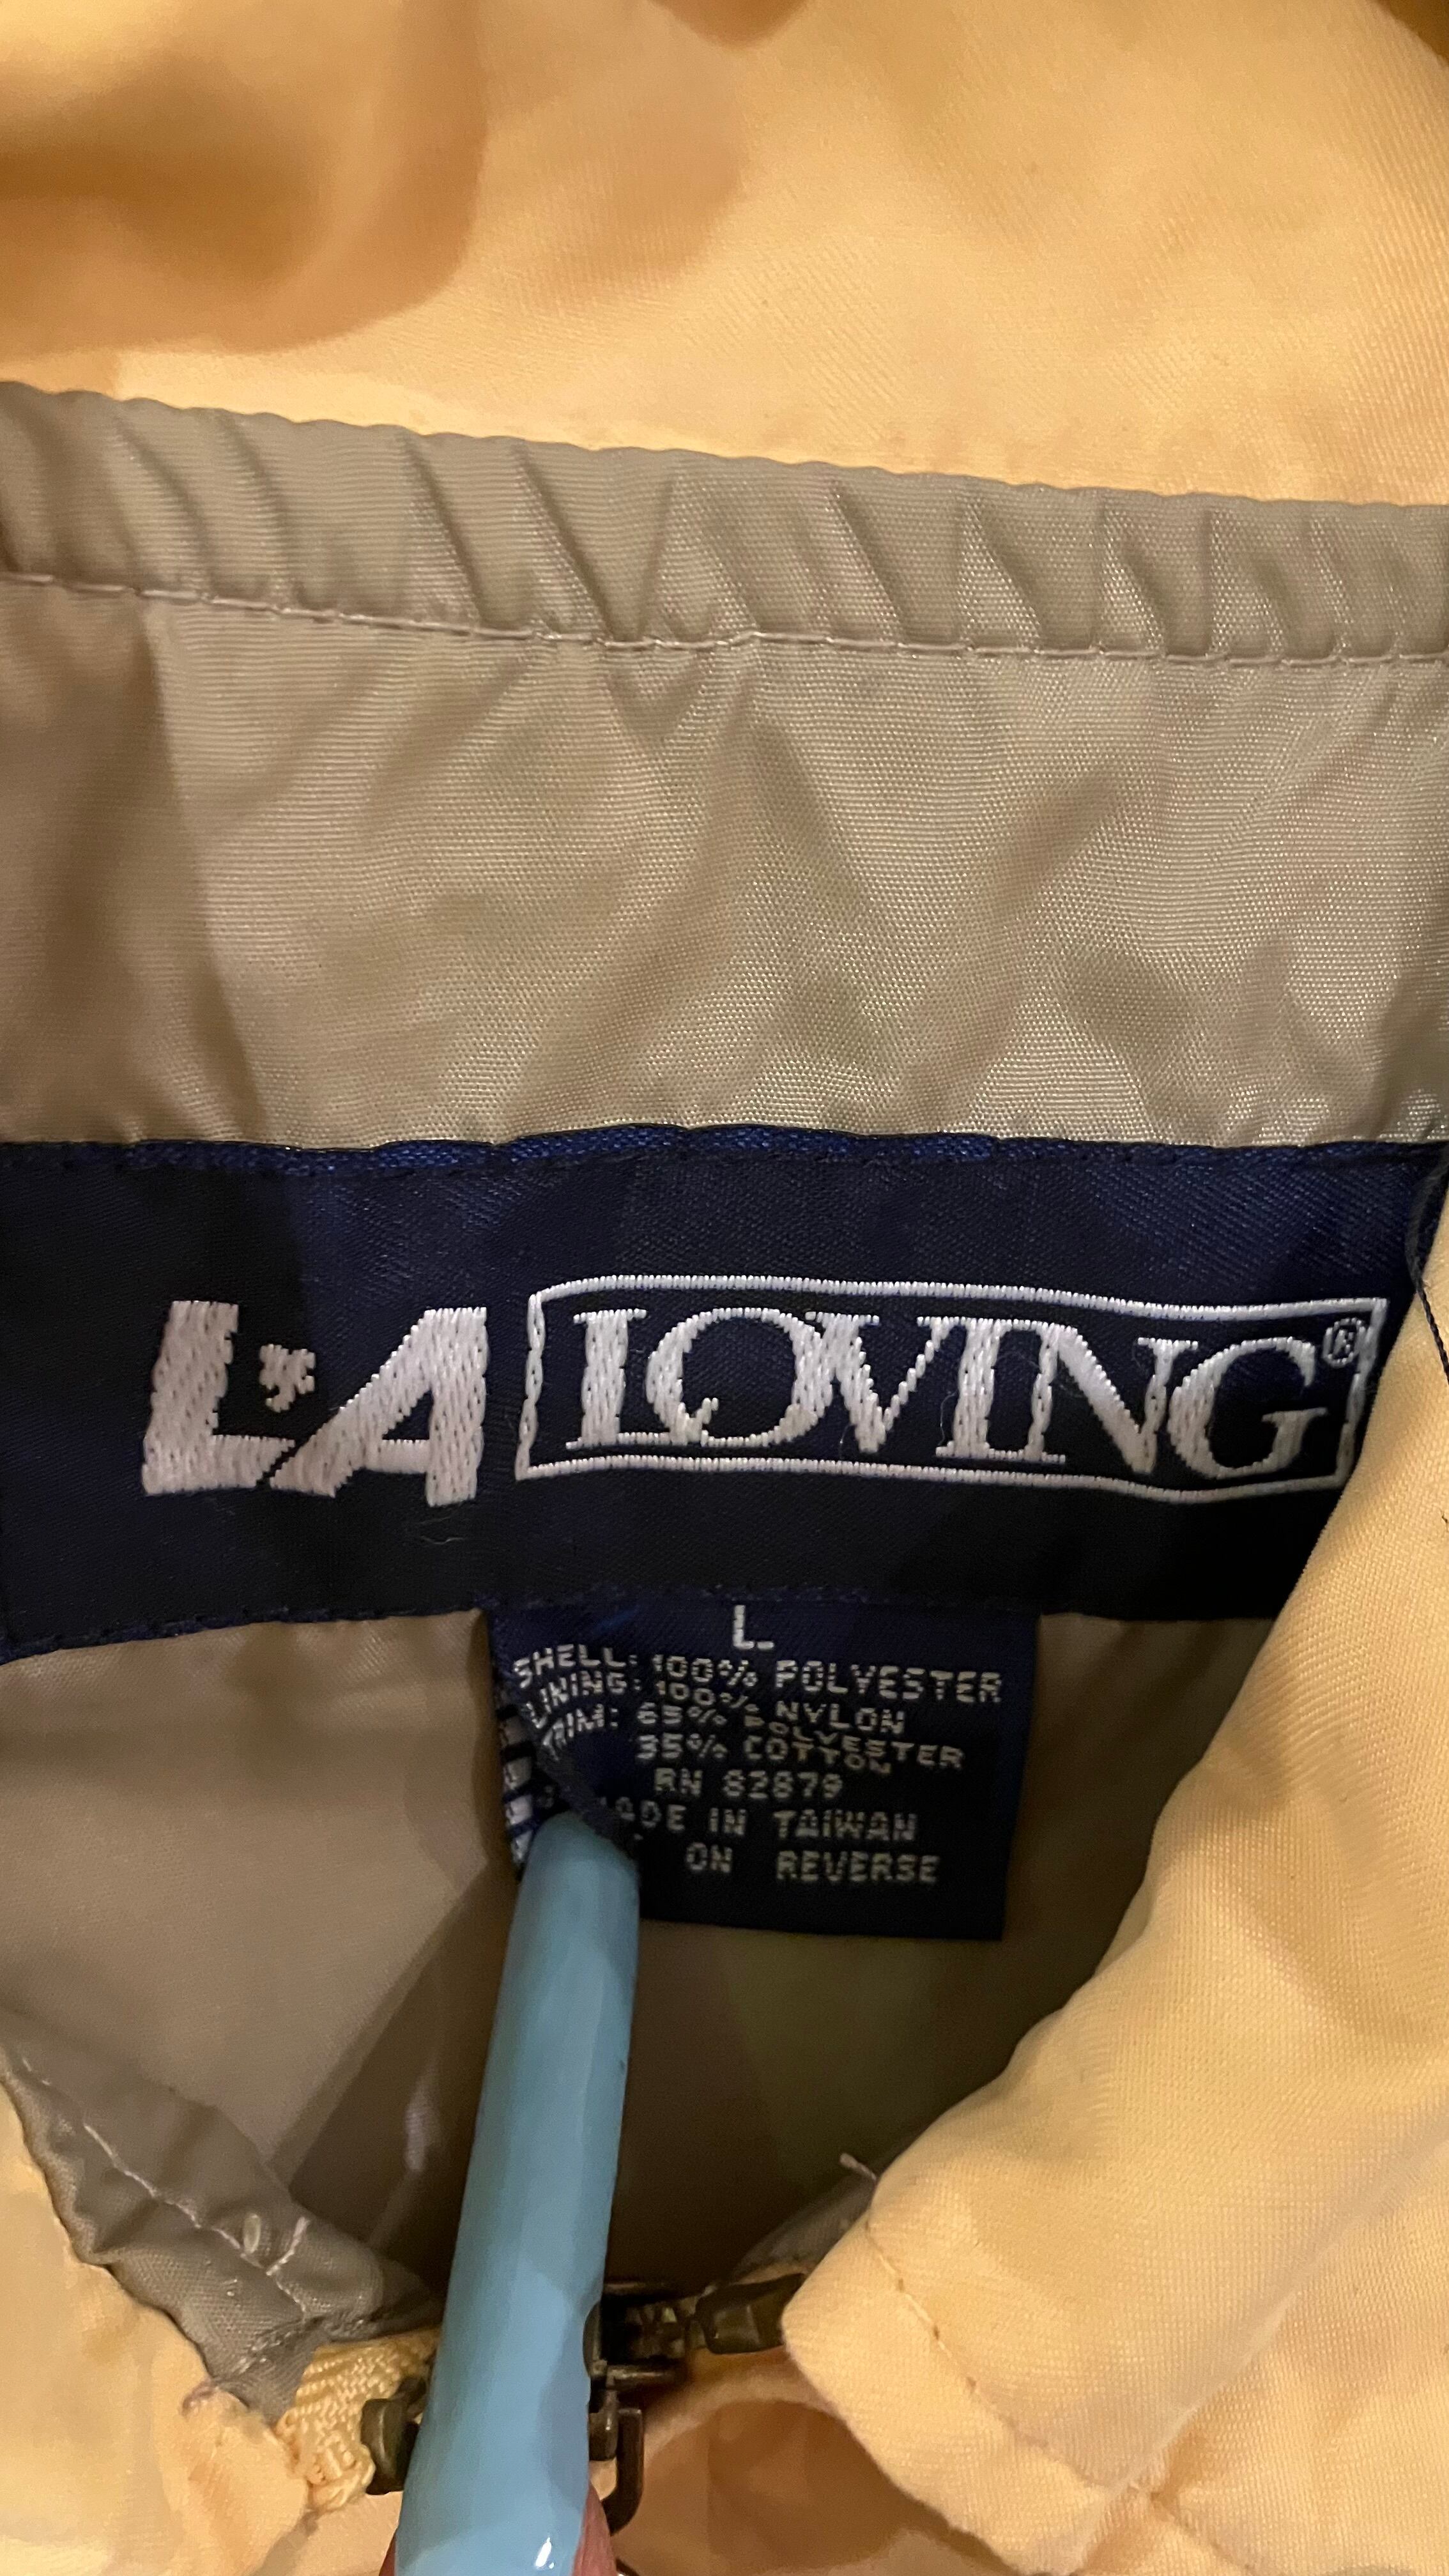 L.A LOVING®
L
SHELL: 100% POLYESTER
LINING: 100% NYLON
TRIM: 65% POLYESTER
35% COTTON
RN 82879
MADE IN TAIWAN
ON REVERSE